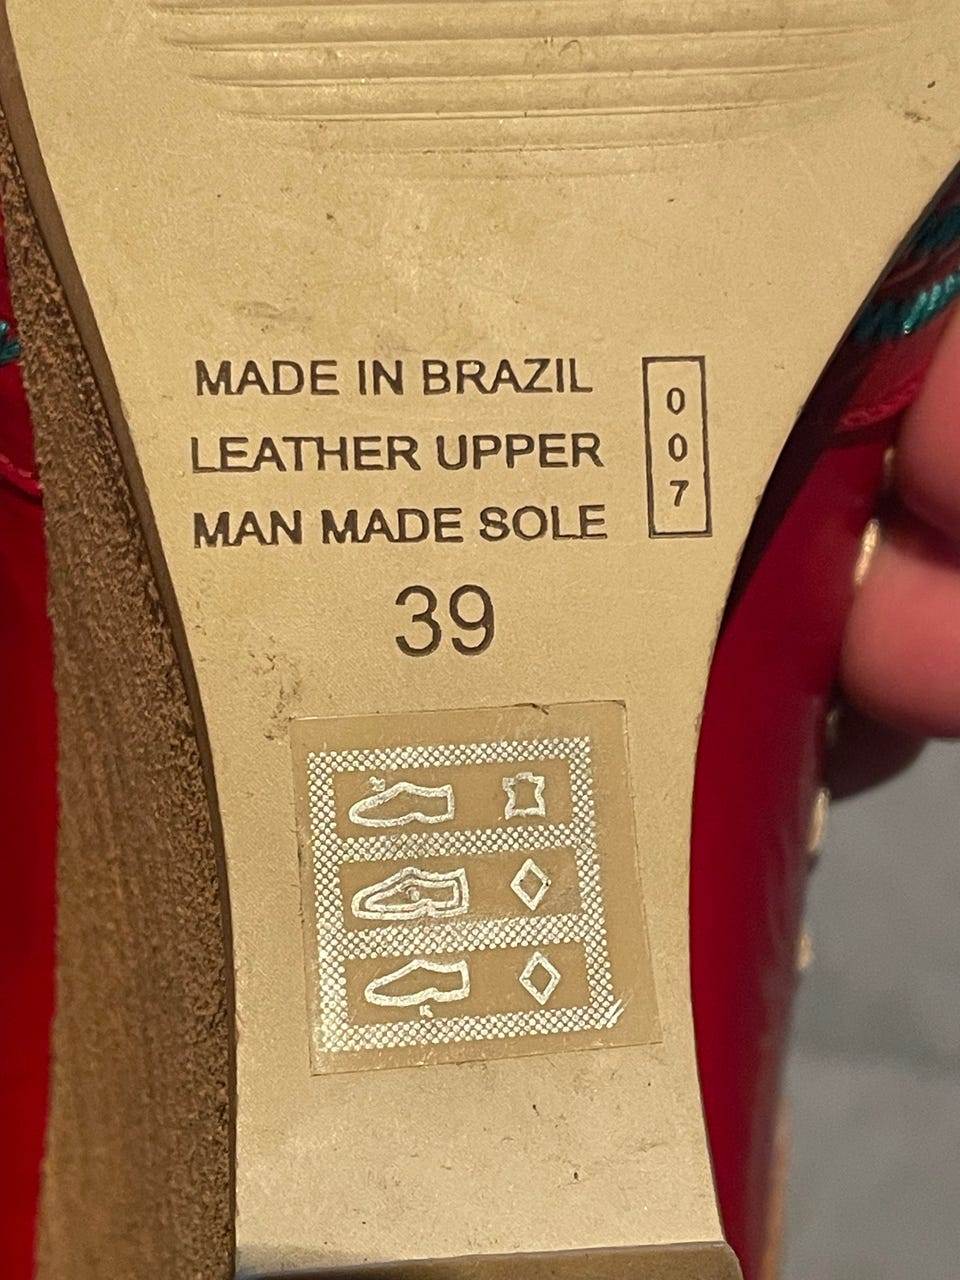 MADE IN BRAZIL
LEATHER UPPER
MAN MADE SOLE
007
39